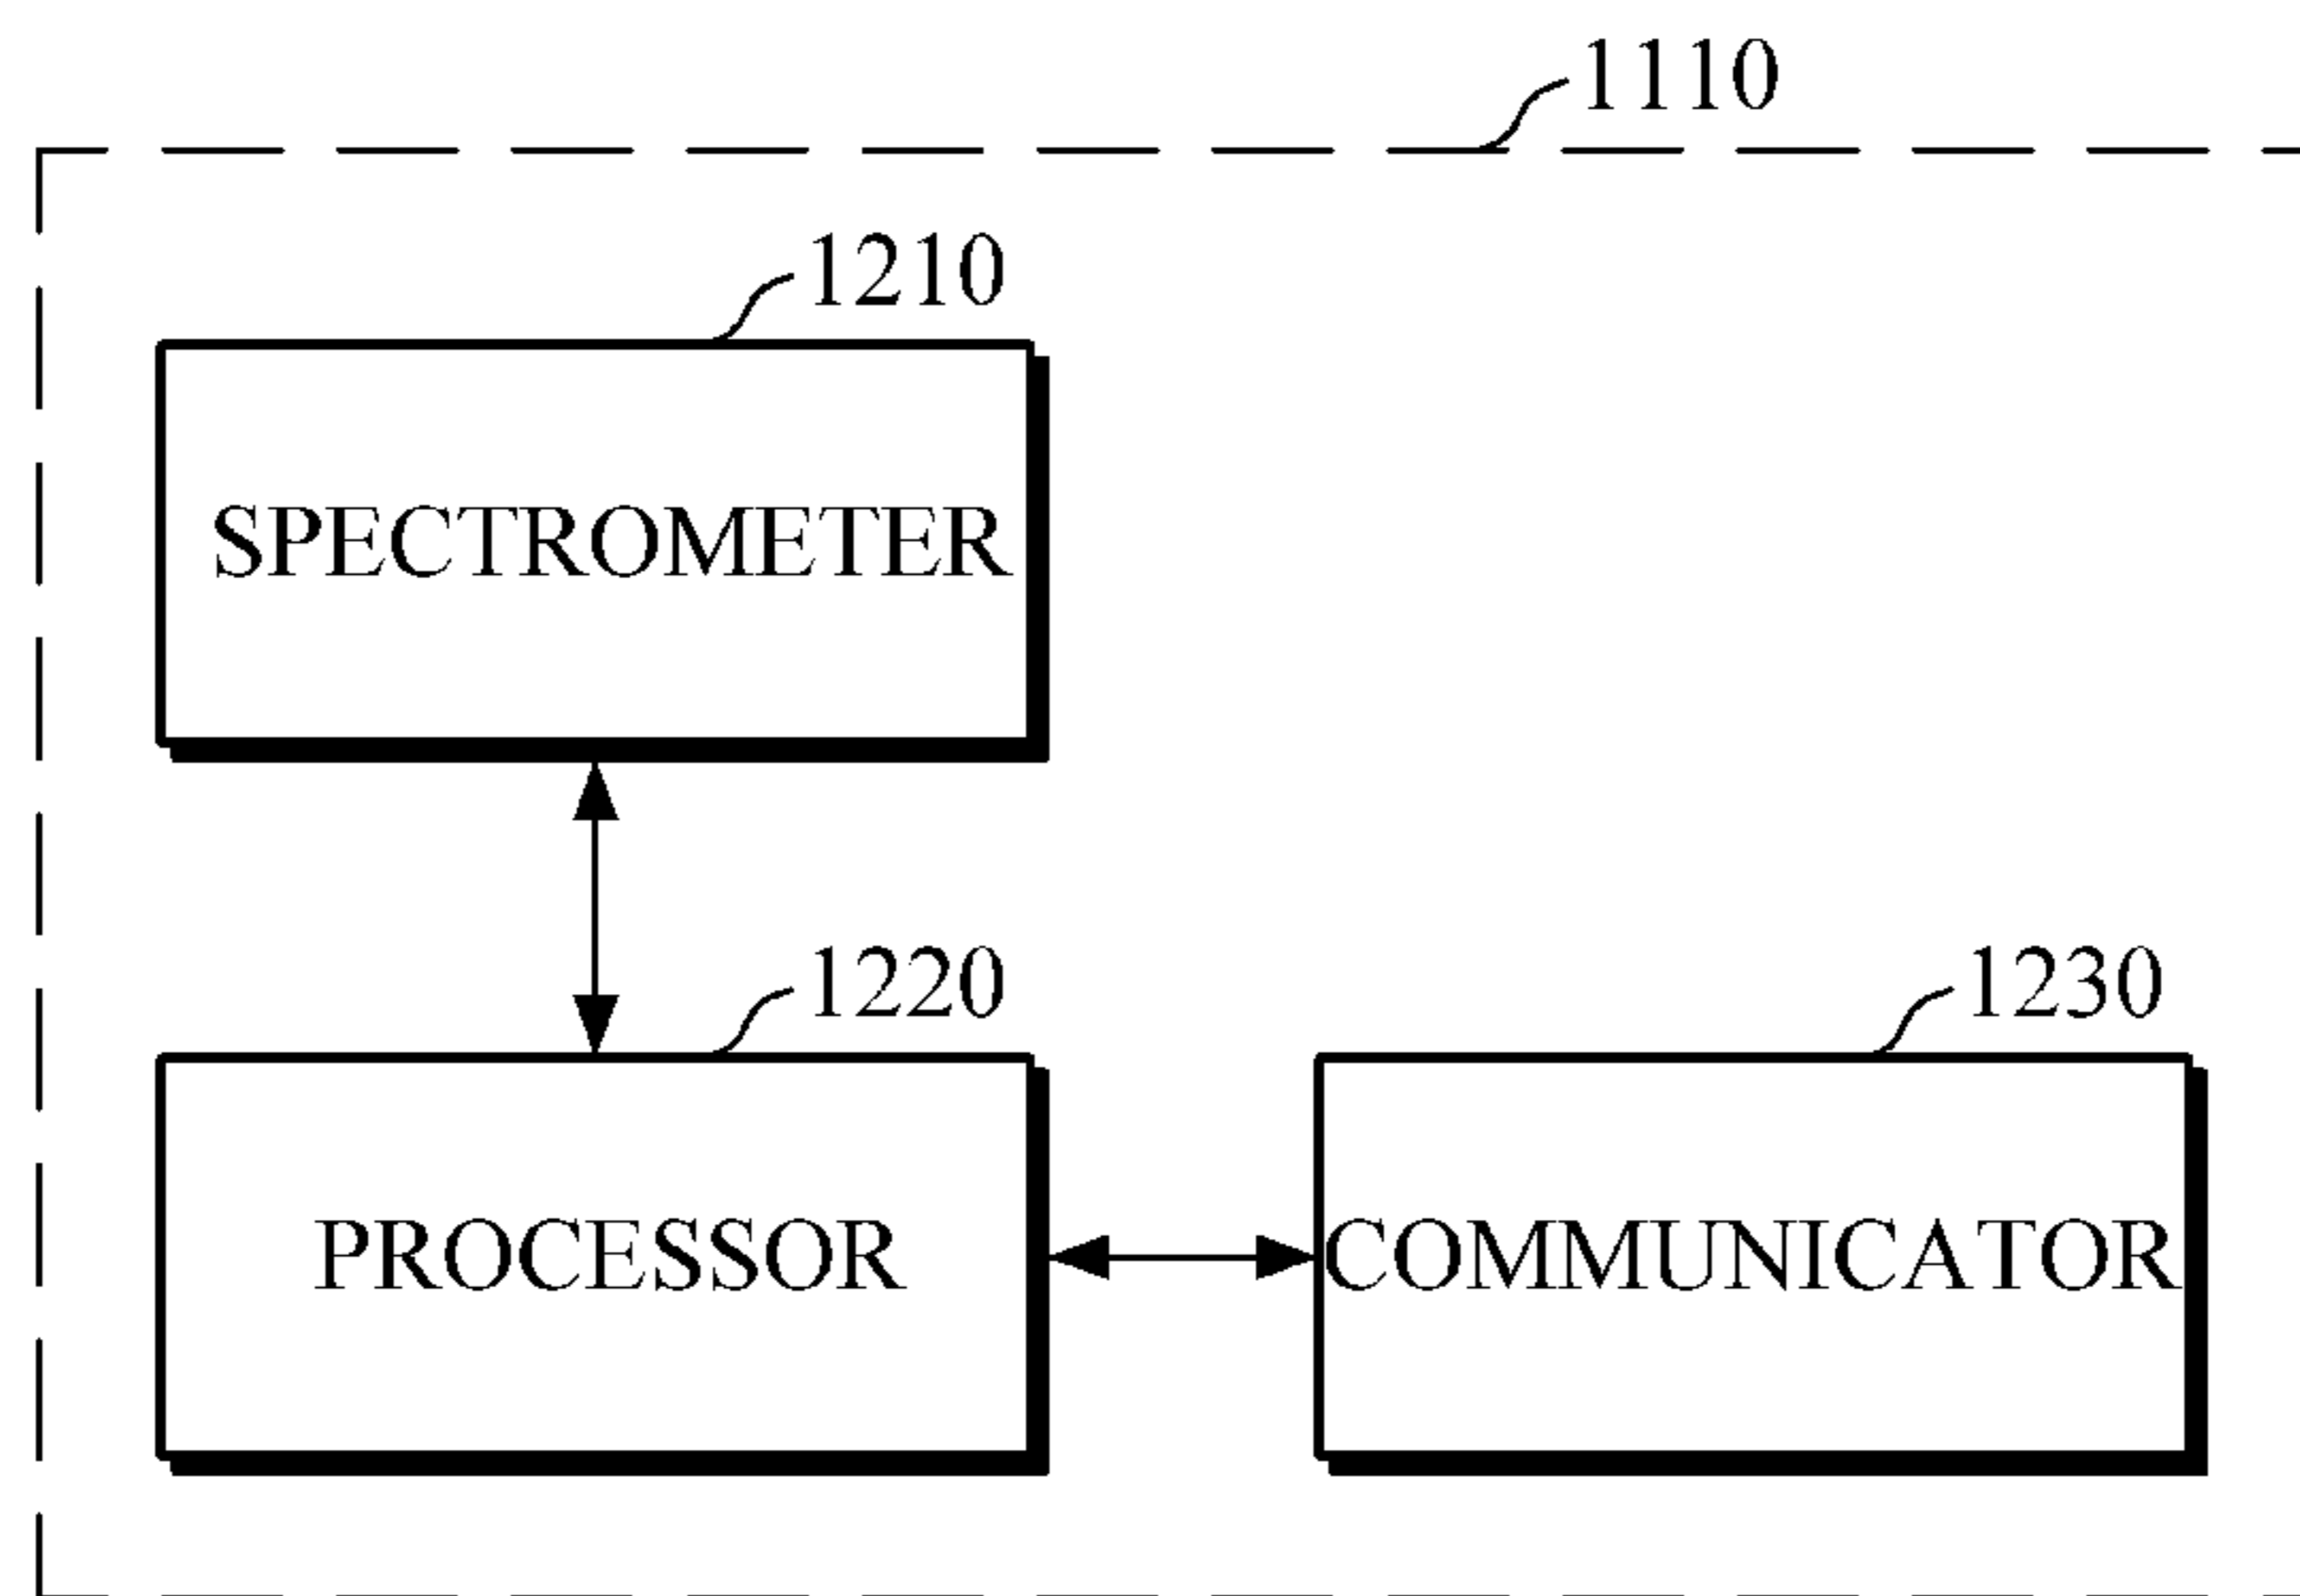 1110
1210
SPECTROMETER
1220
1230
PROCESSOR
COMMUNICATOR